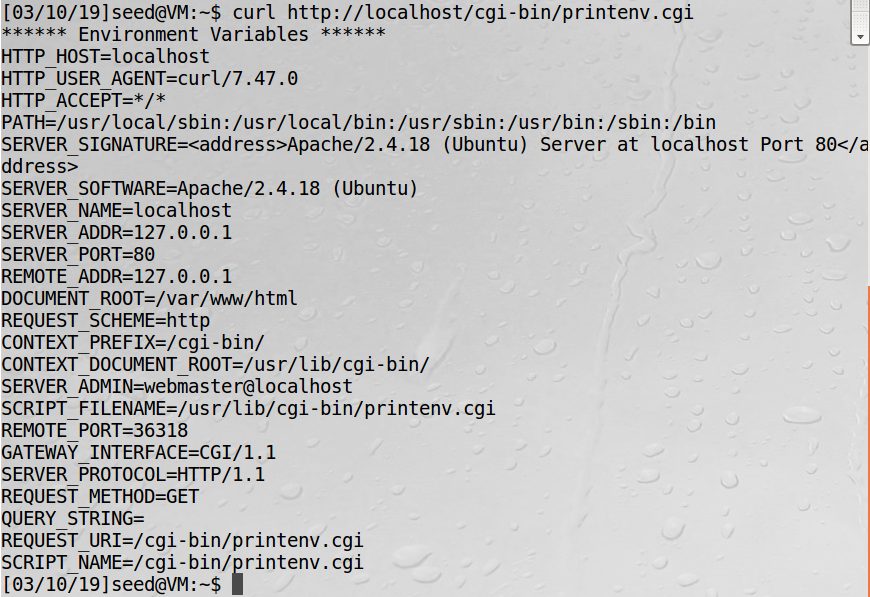 [03/10/19]seed@VM:~$ curl http://localhost/cgi-bin/printenv.cgi
****** Environment Variables ******
HTTP_HOST=localhost
HTTP_USER_AGENT=curl/7.47.0
HTTP_ACCEPT=*/*
PATH=/usr/local/sbin:/usr/local/bin:/usr/sbin:/usr/bin:/sbin:/bin
SERVER_SIGNATURE=<address>Apache/2.4.18 (Ubuntu) Server at localhost Port 80</a
ddress>
SERVER_SOFTWARE=Apache/2.4.18 (Ubuntu)
SERVER_NAME=localhost
SERVER_ADDR=127.0.0.1
SERVER_PORT=80
REMOTE_ADDR=127.0.0.1
DOCUMENT_ROOT=/var/www/html
REQUEST_SCHEME=http
CONTEXT_PREFIX=/cgi-bin/
CONTEXT_DOCUMENT_ROOT=/usr/lib/cgi-bin/
SERVER_ADMIN=webmaster@localhost
SCRIPT_FILENAME=/usr/lib/cgi-bin/printenv.cgi
REMOTE_PORT=36318
GATEWAY_INTERFACE=CGI/1.1
SERVER_PROTOCOL=HTTP/1.1
REQUEST_METHOD=GET
QUERY_STRING=
REQUEST_URI=/cgi-bin/printenv.cgi
SCRIPT_NAME=/cgi-bin/printenv.cgi
[03/10/19]seed@VM:~$